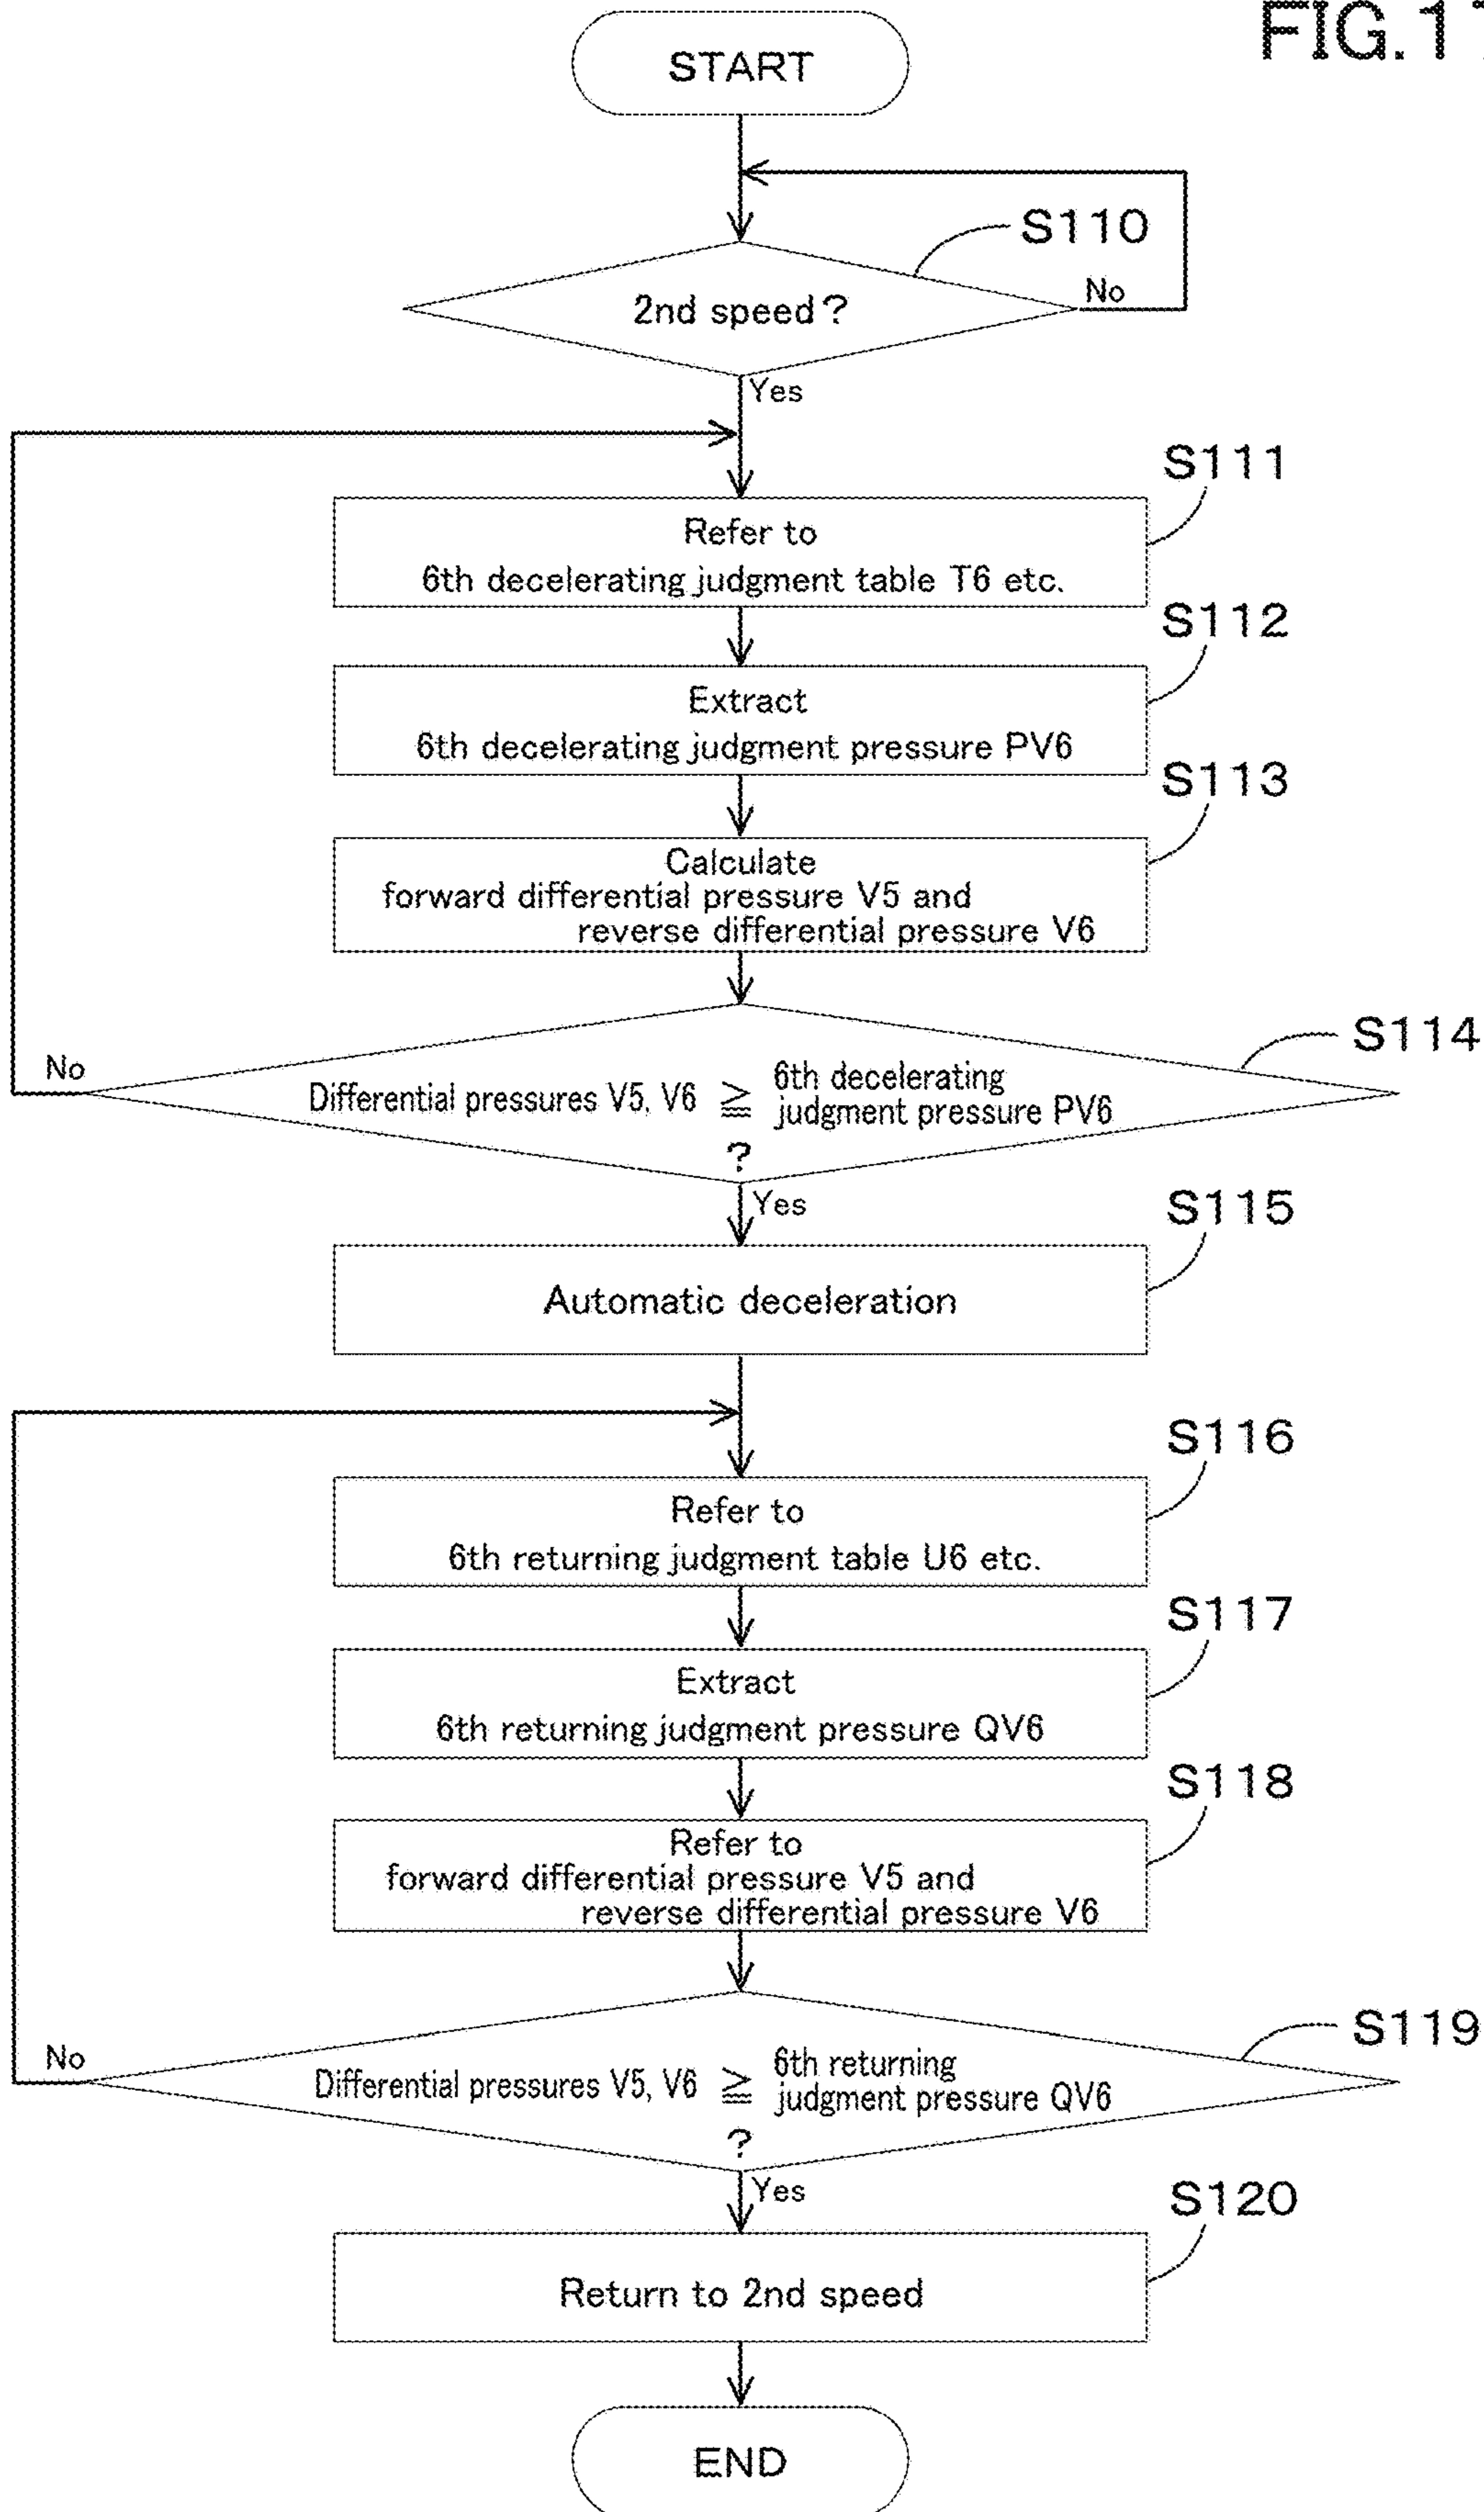 FIG.11
START
S110
2nd speed?
No
Yes
S111
Refer to
6th decelerating judgment table T6 etc.
S112
Extract
6th decelerating judgment pressure PV6
S113
Calculate
forward differential pressure V5 and
reverse differential pressure V6
S114
No
Differential pressures V5, V6 ≧ 6th decelerating
judgment pressure PV6
?
Yes
S115
Automatic deceleration
S116
Refer to
6th returning judgment table U6 etc.
S117
Extract
6th returning judgment pressure QV6
S118
Refer to
forward differential pressure V5 and
reverse differential pressure V6
S119
No
Differential pressures V5, V6 ≧ 6th returning
judgment pressure QV6
?
Yes
S120
Return to 2nd speed
END